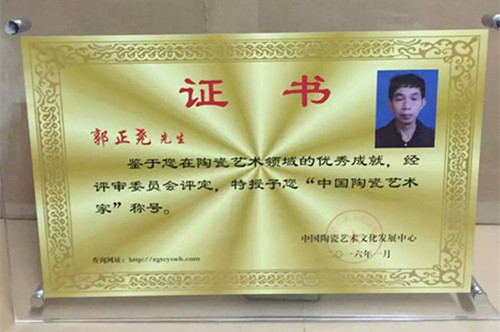 证书
郭正尧 先生
鉴于您在陶瓷艺术领域的优秀成就，经
评审委员会评定，特授予您“中国陶瓷艺术
家”称号。
中国陶瓷艺术文化发展中心
查询网址：http://zgtcyswh.com
二〇一六年一月